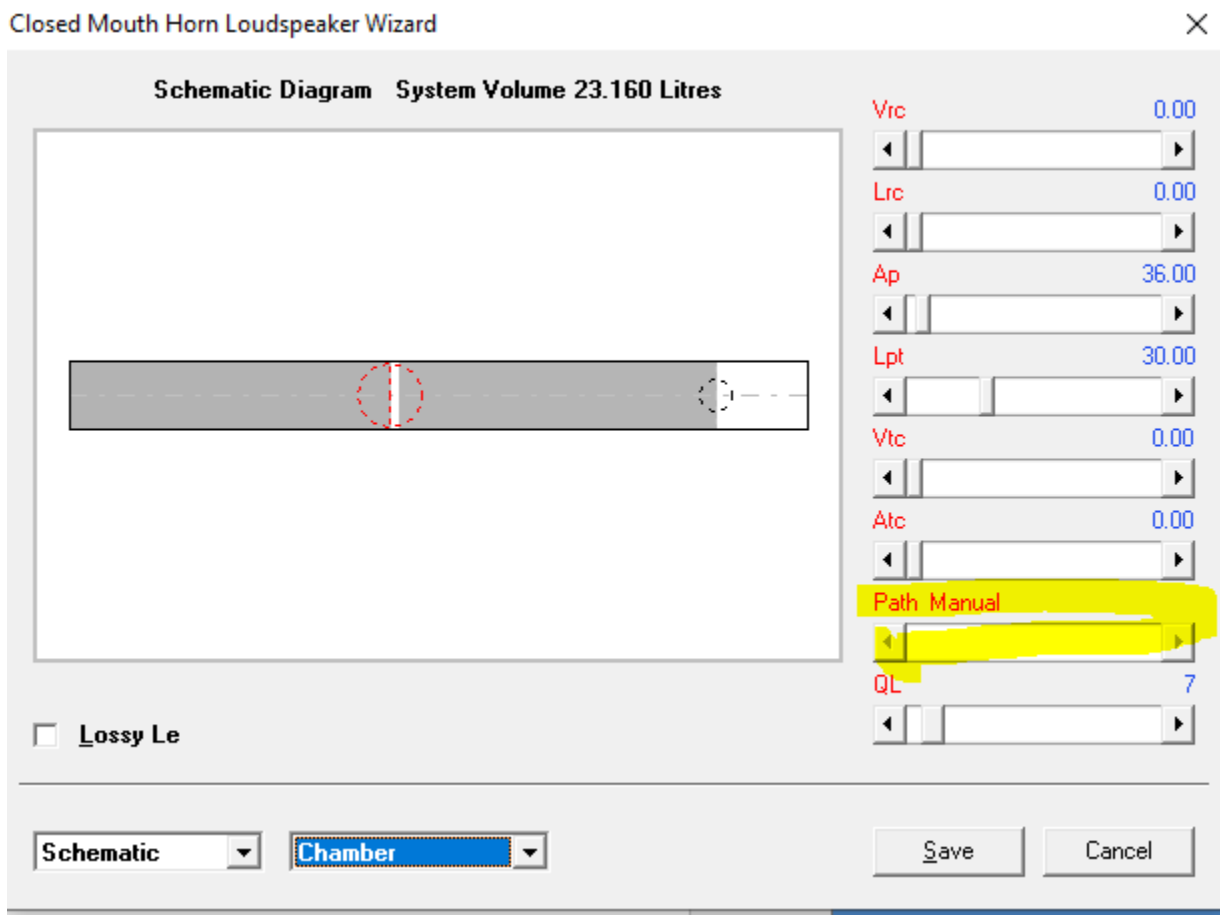 Closed Mouth Horn Loudspeaker Wizard
Schematic Diagram System Volume 23.160 Litres
Vrc 0.00
Lrc 0.00
Ap 36.00
Lpt 30.00
Vtc 0.00
Atc 0.00
Path Manual
QL 7
Lossy Le
Schematic Chamber Save Cancel